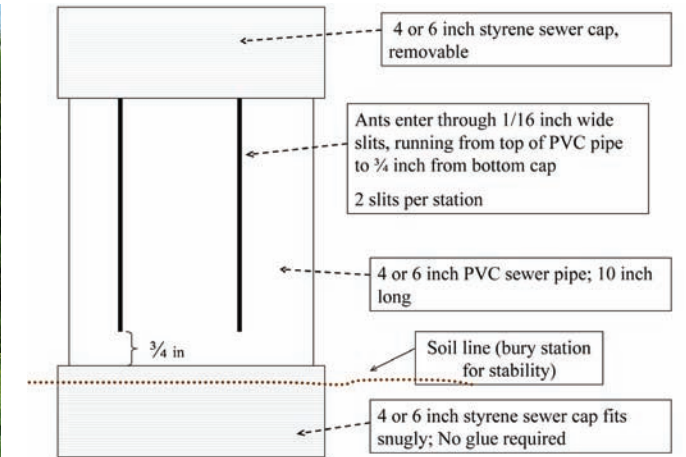 4 or 6 inch styrene sewer cap,
removable
Ants enter through 1/16 inch wide
slits, running from top of PVC pipe
to ¾ inch from bottom cap
2 slits per station
4 or 6 inch PVC sewer pipe; 10 inch
long
¾ in
Soil line (bury station
for stability)
4 or 6 inch styrene sewer cap fits
snugly; No glue required